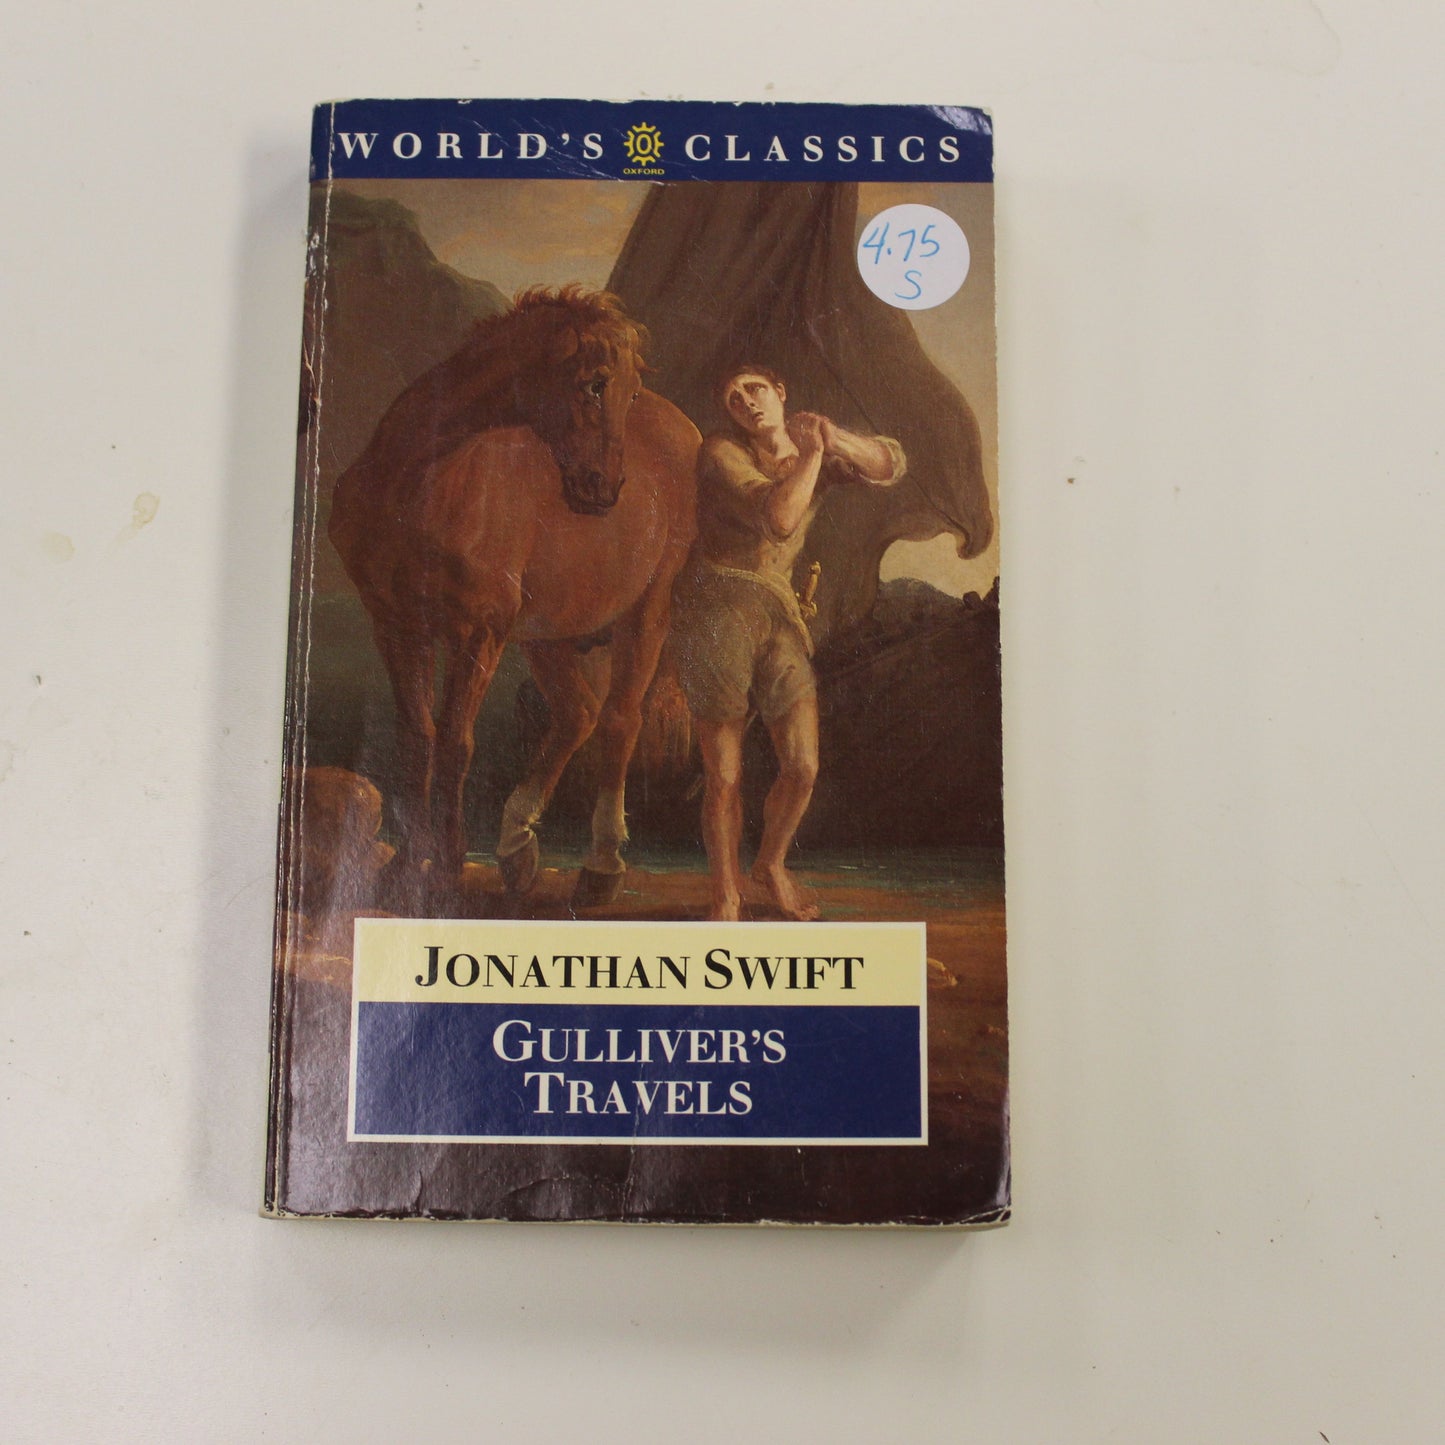 WORLD'S CLASSICS
O
OXFORD
4.75
S
JONATHAN SWIFT
GULLIVER'S
TRAVELS